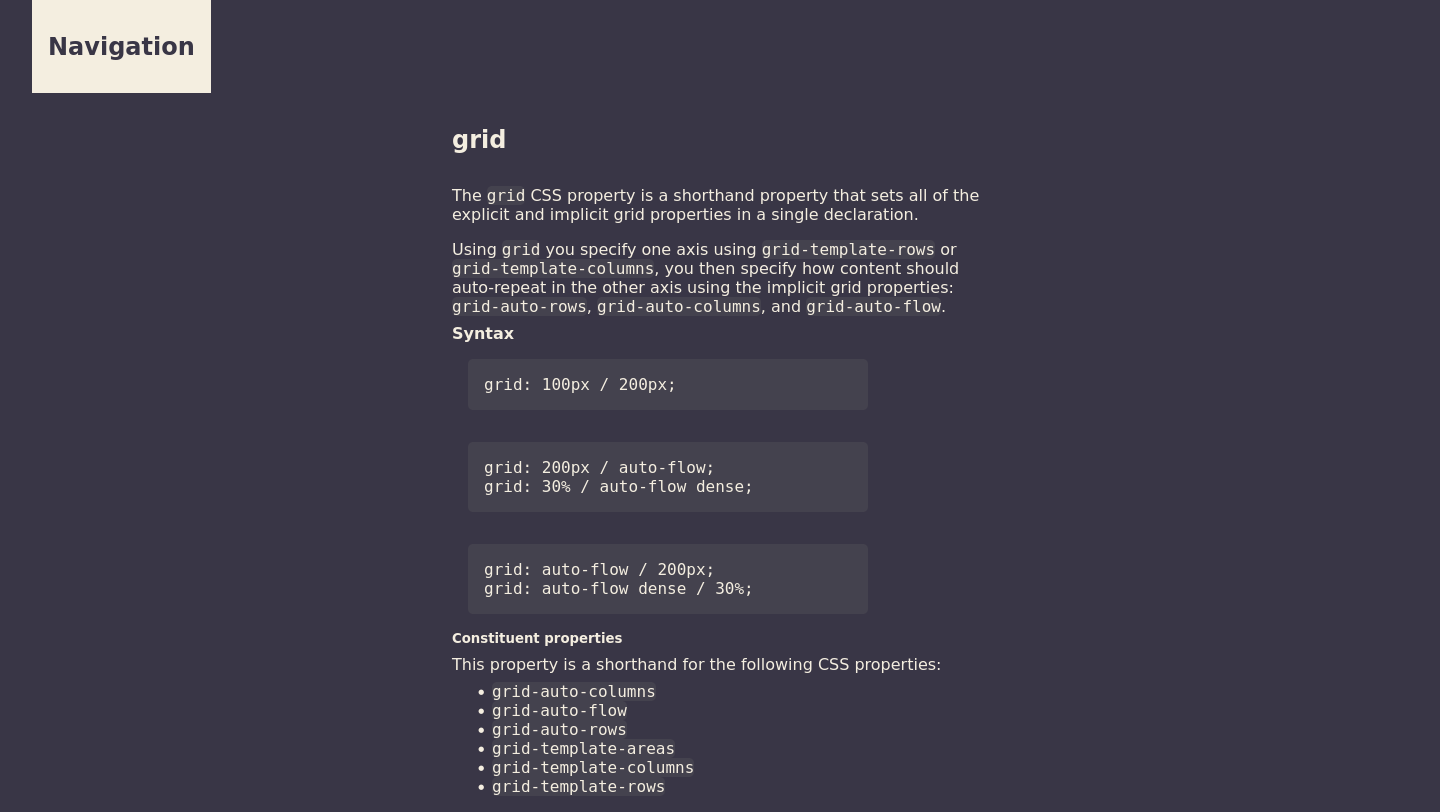 Navigation
grid
The grid CSS property is a shorthand property that sets all of the
explicit and implicit grid properties in a single declaration.
Using grid you specify one axis using grid-template-rows or
grid-template-columns, you then specify how content should
auto-repeat in the other axis using the implicit grid properties:
grid-auto-rows, grid-auto-columns, and grid-auto-flow.
Syntax
grid: 100px / 200px;
grid: 200px / auto-flow;
grid: 30% / auto-flow dense;
grid: auto-flow / 200px;
grid: auto-flow dense / 30%;
Constituent properties
This property is a shorthand for the following CSS properties:
• grid-auto-columns
• grid-auto-flow
• grid-auto-rows
• grid-template-areas
• grid-template-columns
• grid-template-rows